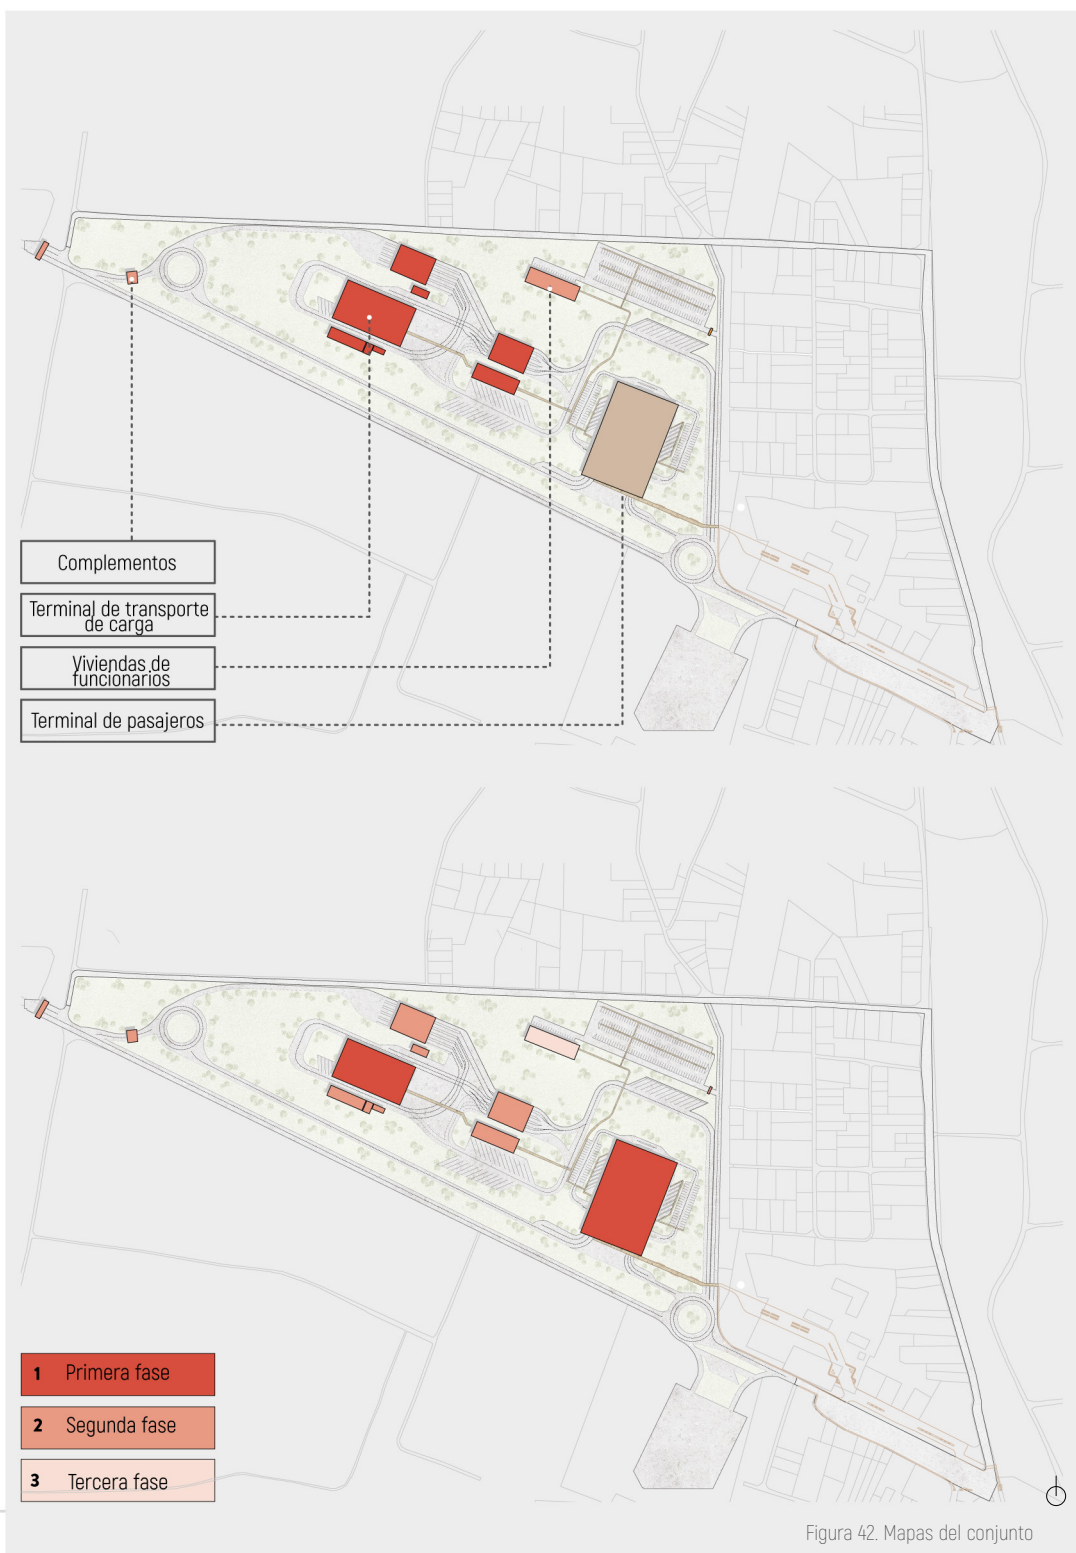 Complementos
Terminal de transporte
de carga
Viviendas de
funcionarios
Terminal de pasajeros
1 Primera fase
2 Segunda fase
3 Tercera fase
Figura 42. Mapas del conjunto